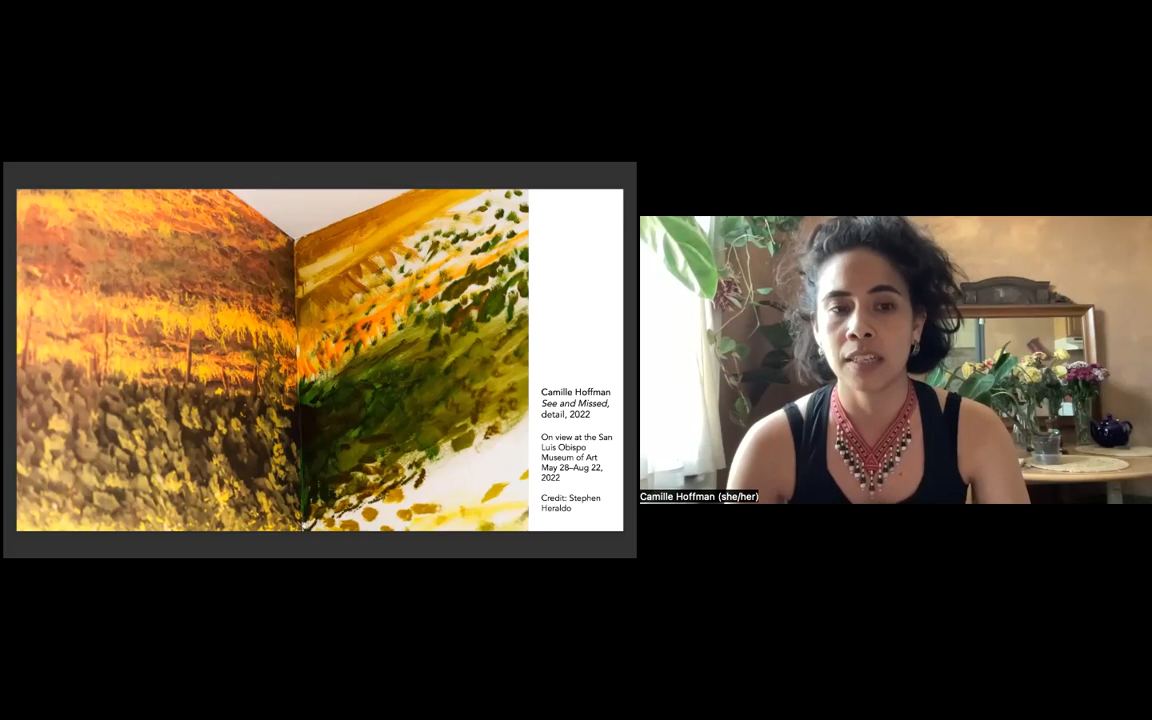 Camille Hoffman
See and Missed,
detail, 2022
On view at the San
Luis Obispo
Museum of Art
May 28–Aug 22,
2022
Credit: Stephen
Heraldo
Camille Hoffman (she/her)